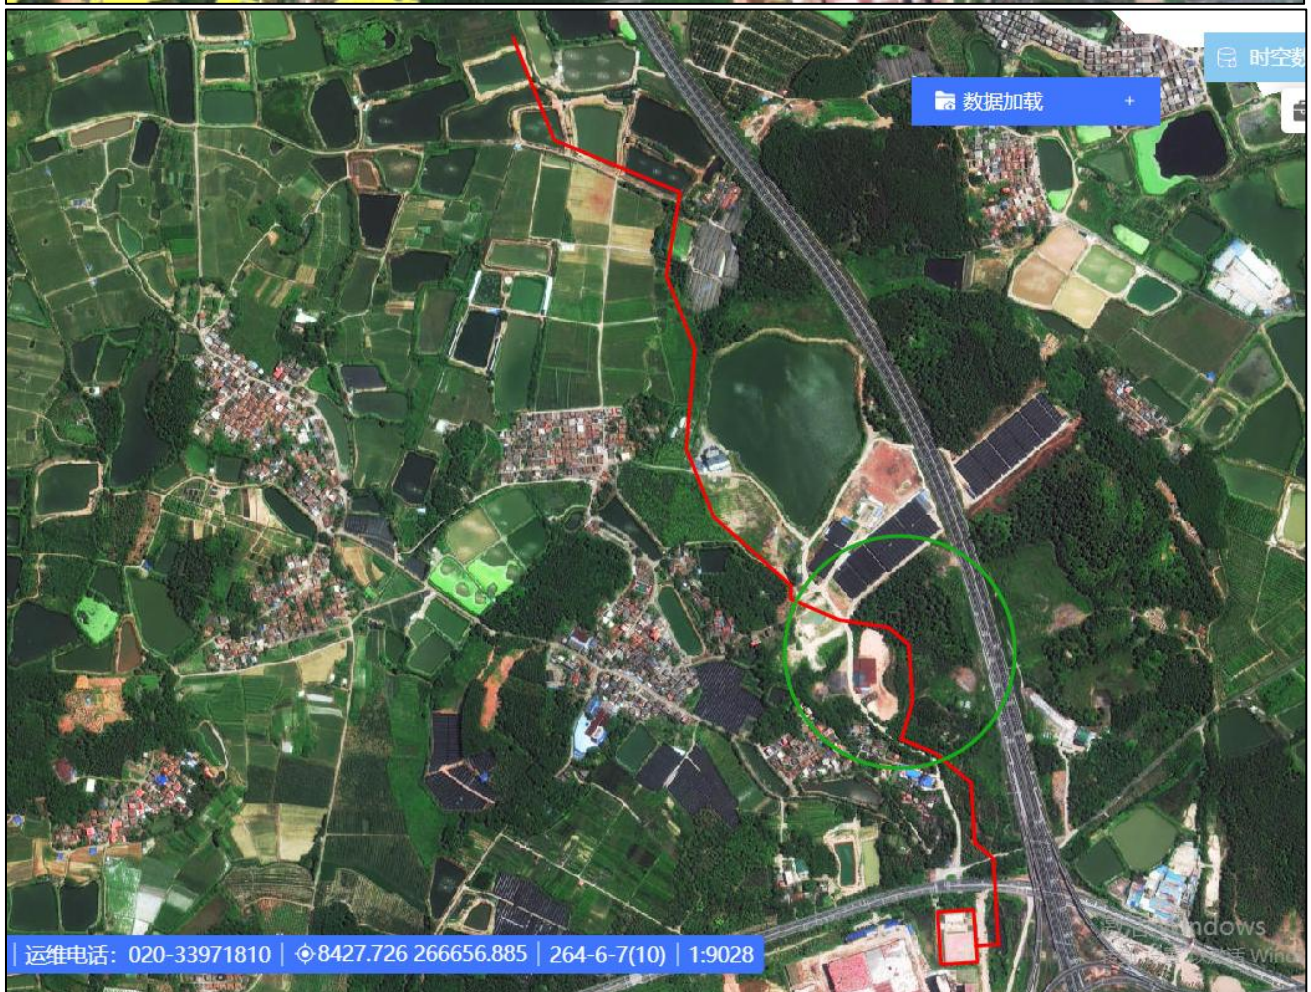 时空数
数据加载 +
运维电话：020-33971810 | 8427.726 266656.885 | 264-6-7(10) | 1:9028